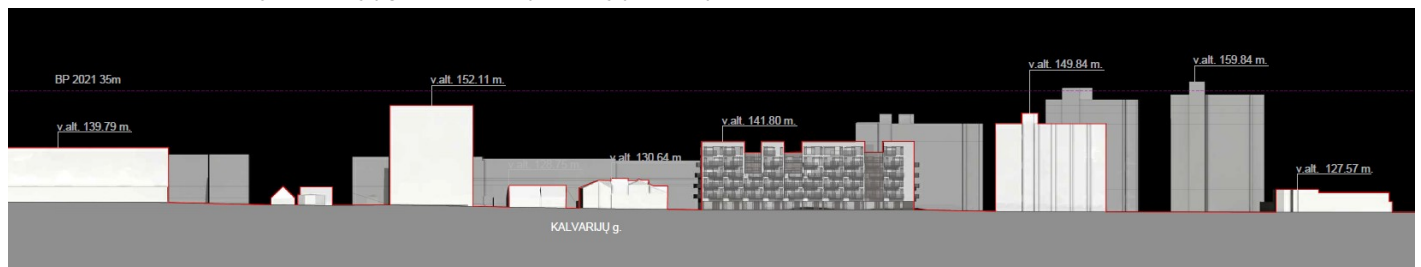 BP 2021 35m
v.alt. 139.79 m.
v.alt. 152.11 m.
v.alt. 130.64 m
v.alt. 141.80 m.
v.alt. 149.84 m.
v.alt. 159.84 m.
v.alt. 127.57 m.
KALVARIJŲ g.